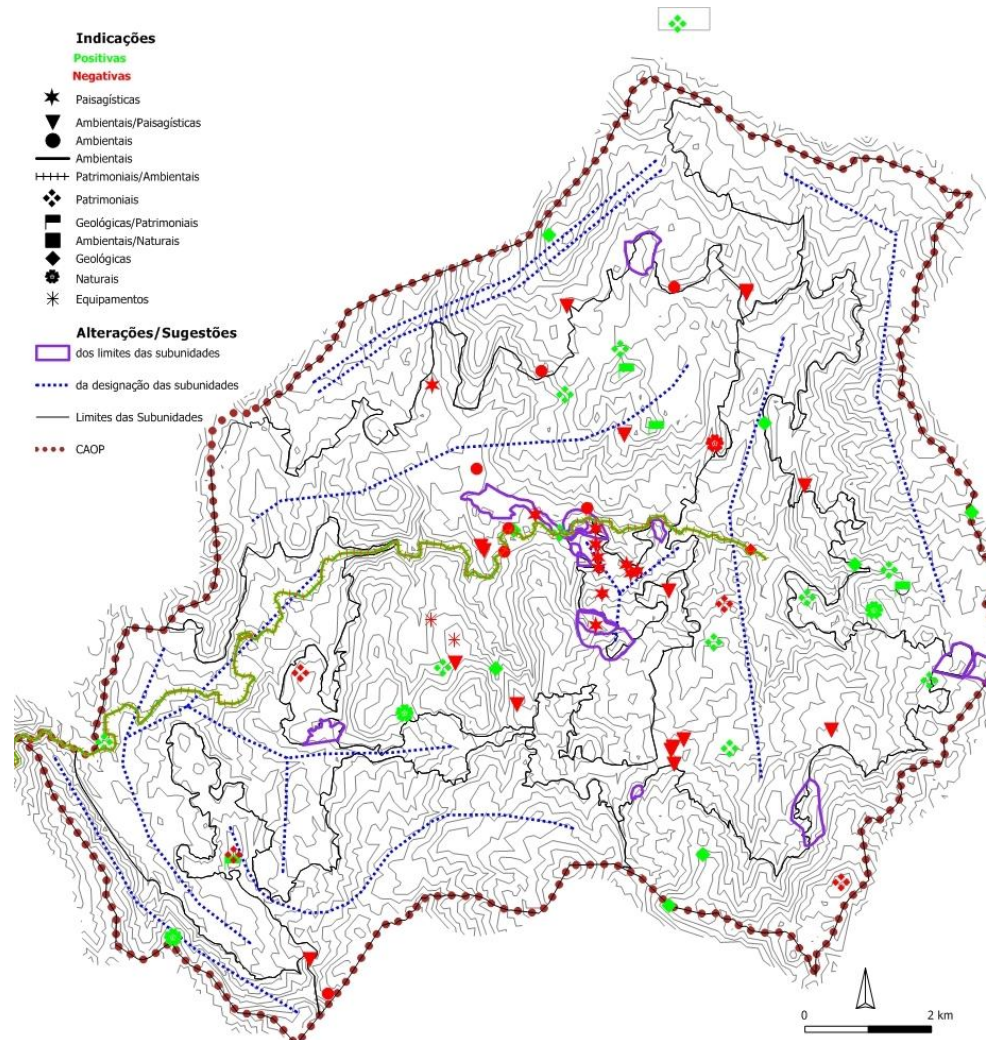 Indicações
Positivas
Negativas
Paisagísticas
Ambientais/Paisagísticas
Ambientais
Ambientais
Patrimoniais/Ambientais
Patrimoniais
Geológicas/Patrimoniais
Ambientais/Naturais
Geológicas
Naturais
Equipamentos
Alterações/Sugestões
dos limites das subunidades
da designação das subunidades
Limites das Subunidades
CAOP
0 2 km